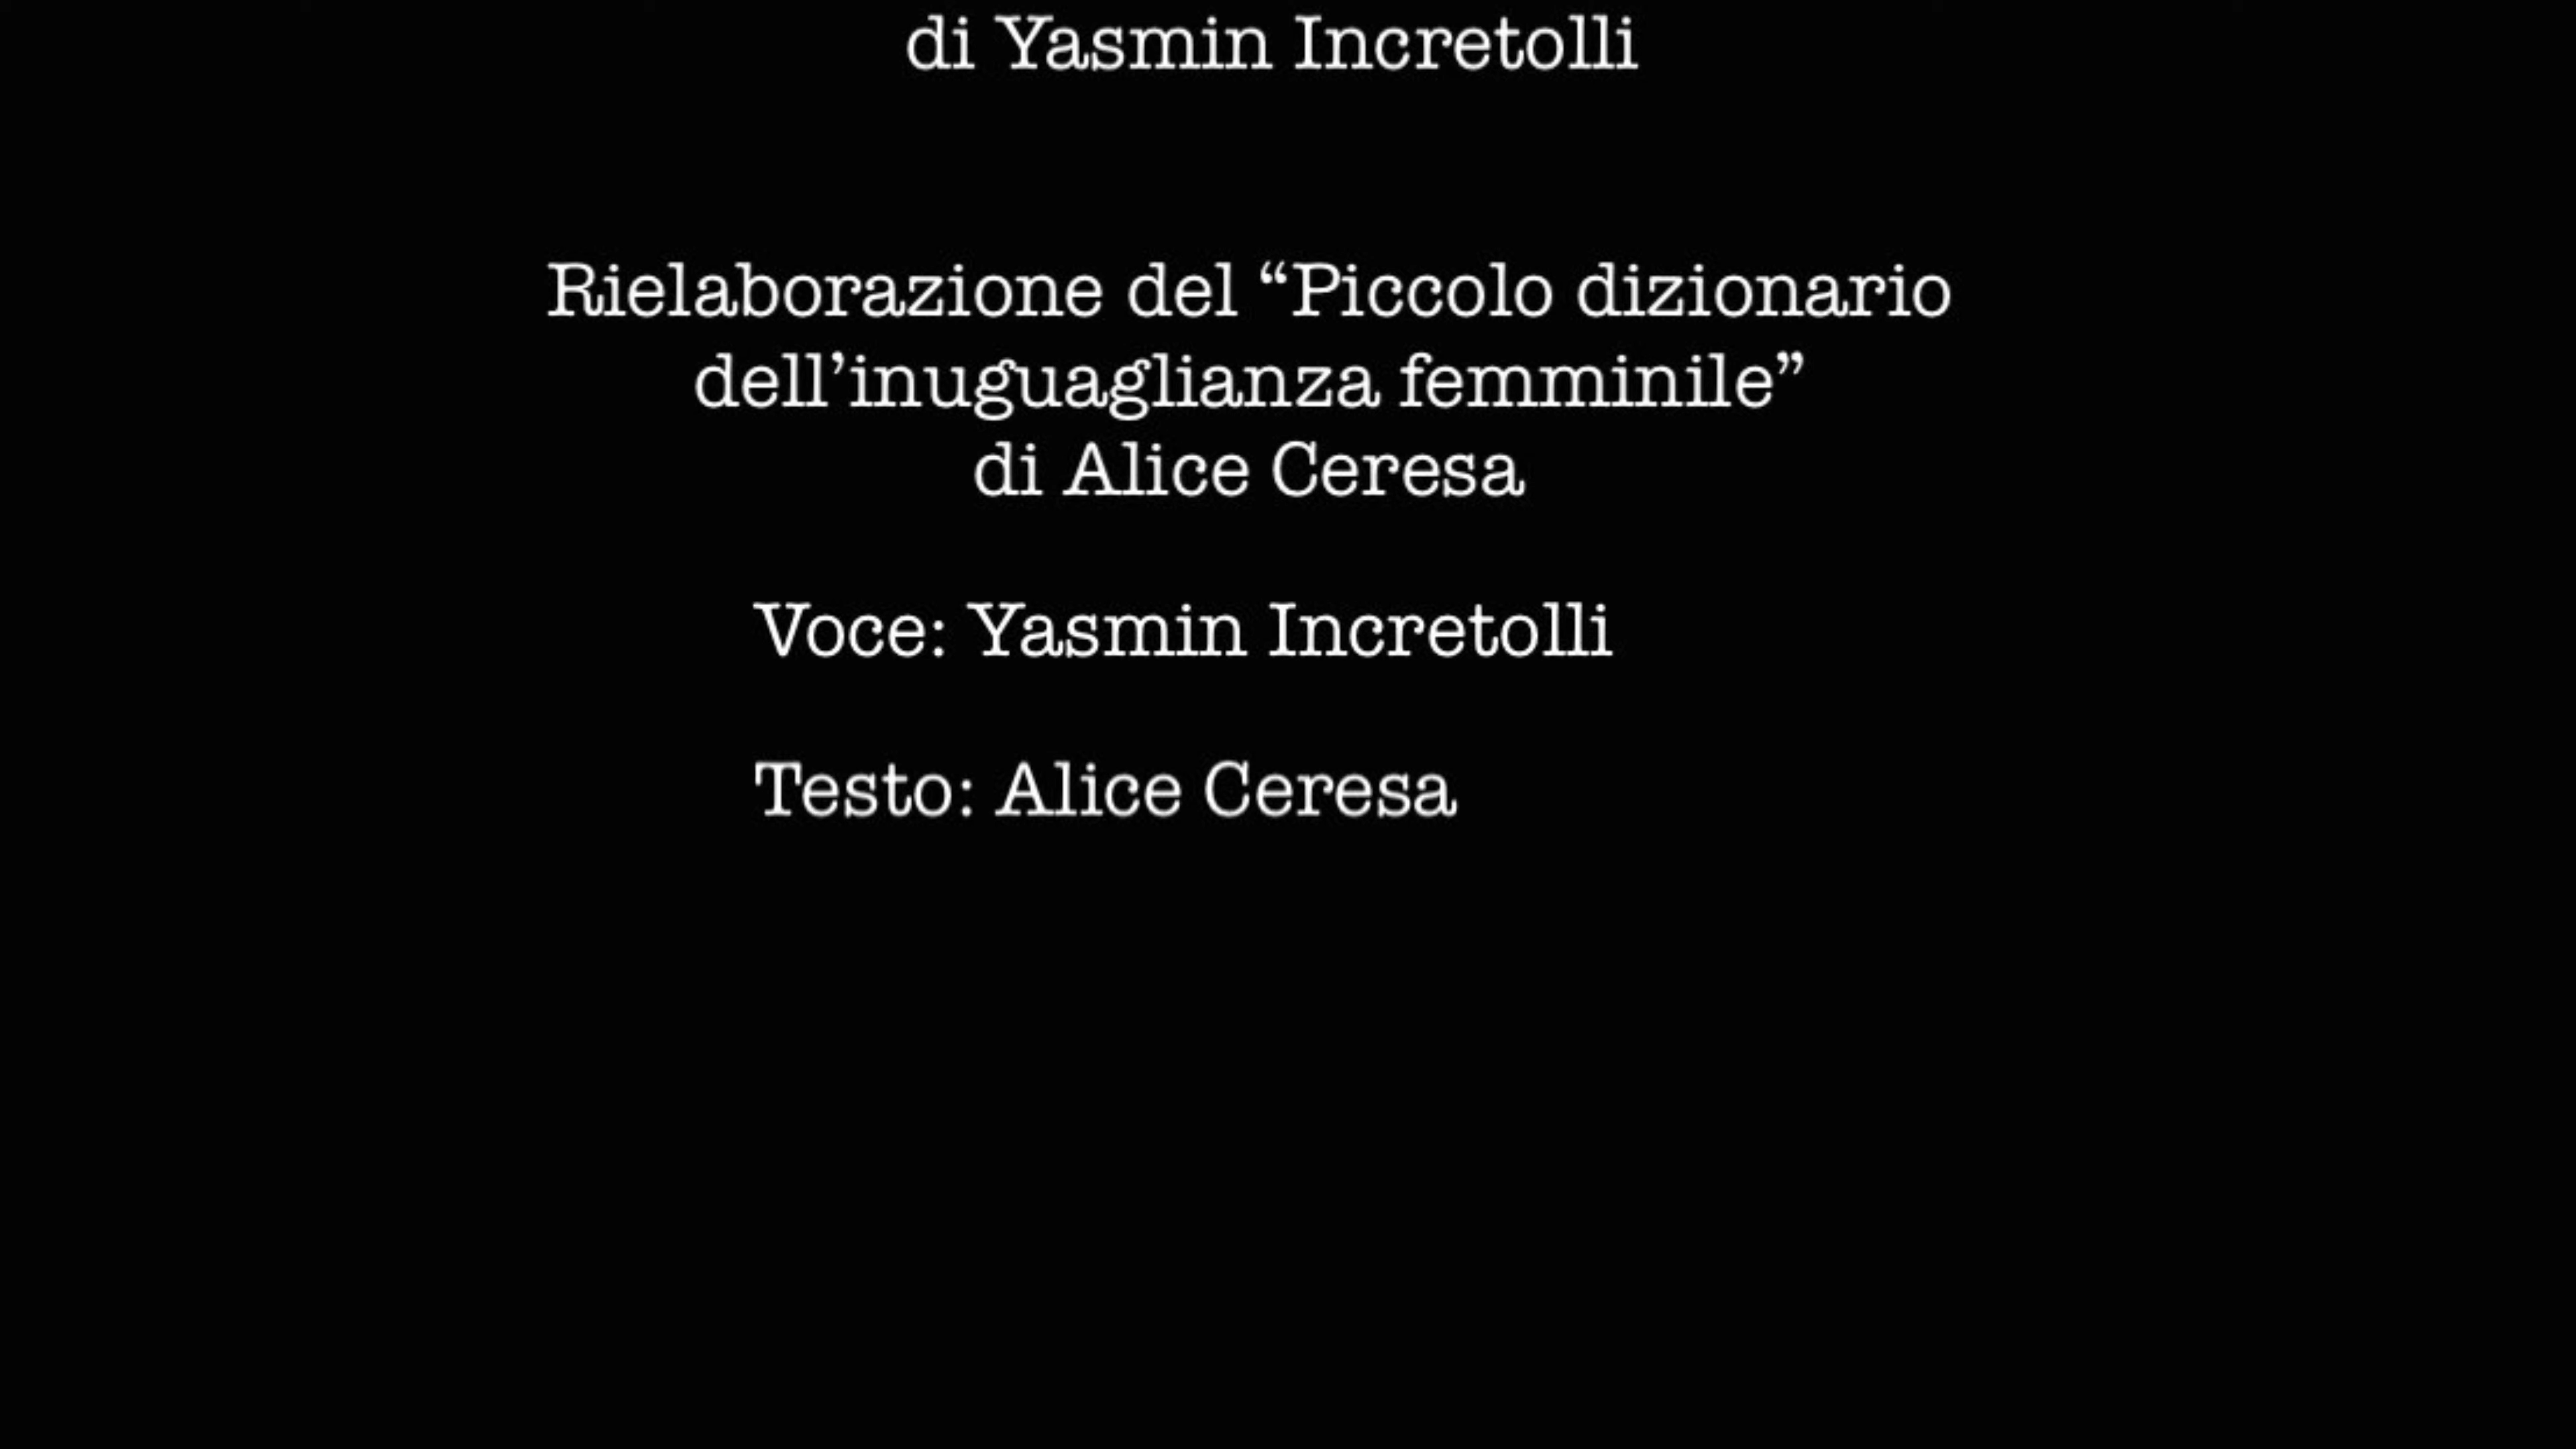 di Yasmin Incretolli
Rielaborazione del “Piccolo dizionario
dell’inuguaglianza femminile”
di Alice Ceresa
Voce: Yasmin Incretolli
Testo: Alice Ceresa